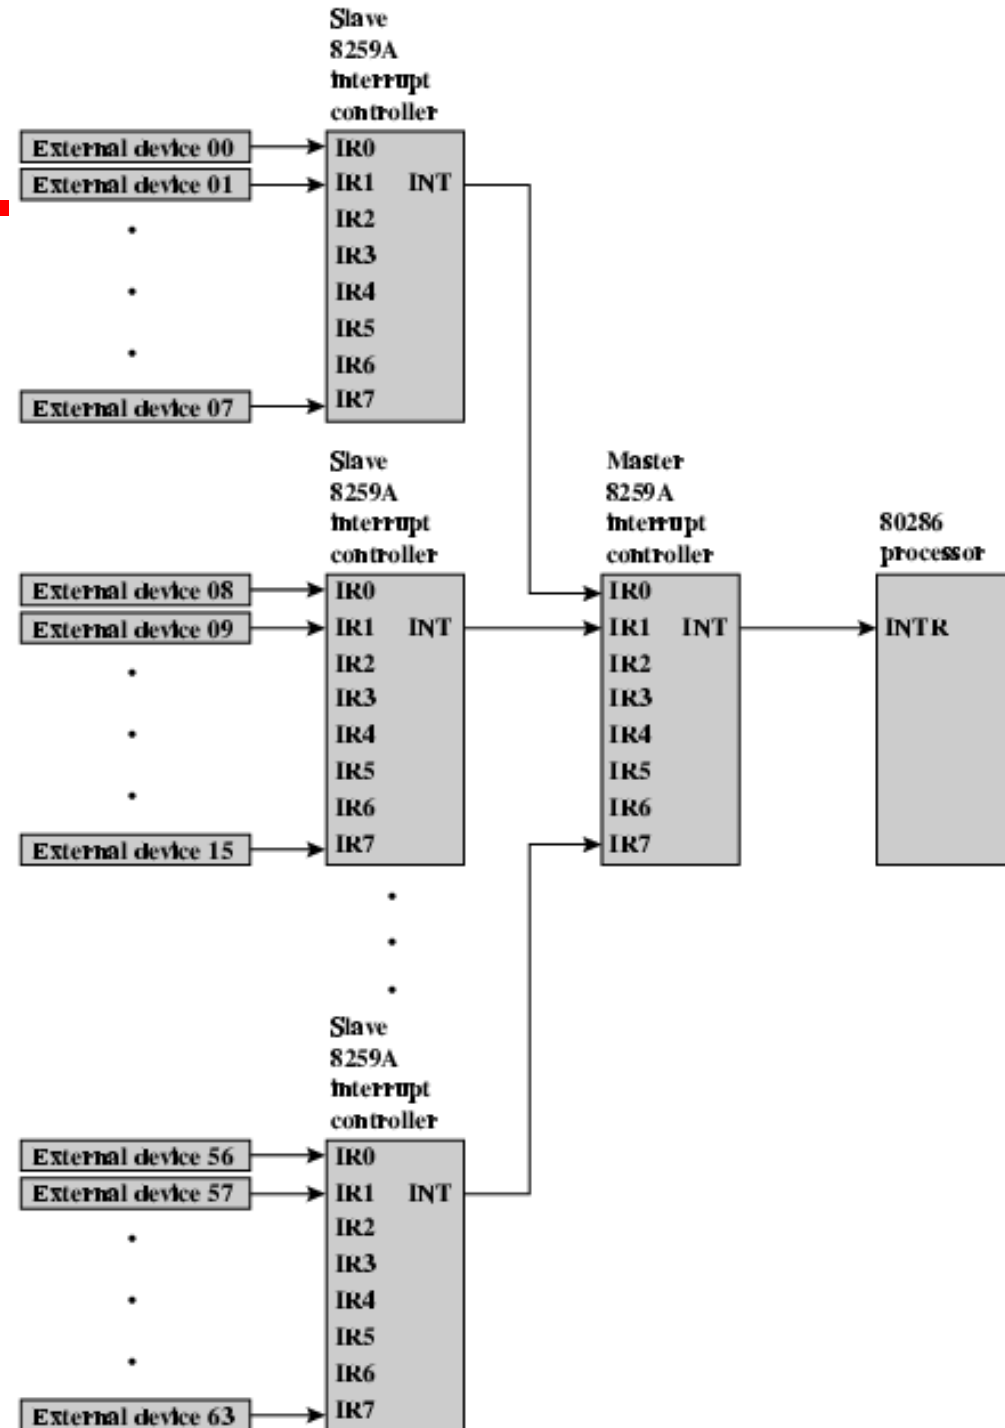 Slave
8259A
interrupt
controller
External device 00
IR0
External device 01
IR1 INT
IR2
IR3
IR4
IR5
IR6
External device 07
IR7
Slave
8259A
interrupt
controller
Master
8259A
interrupt
controller
80286
processor
External device 08
IR0
External device 09
IR1 INT
IR2
IR3
IR4
IR5
IR6
External device 15
IR7
IR0
IR1 INT
IR2
IR3
IR4
IR5
IR6
IR7
INTR
Slave
8259A
interrupt
controller
External device 56
IR0
External device 57
IR1 INT
IR2
IR3
IR4
IR5
IR6
External device 63
IR7